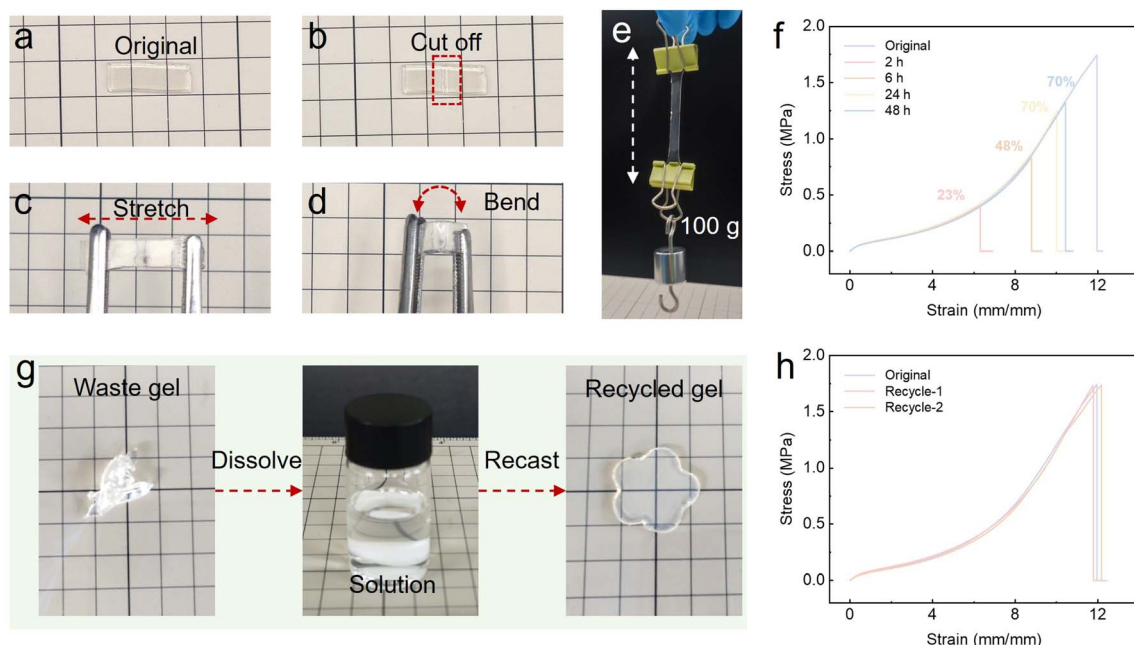 a
Original
b
Cut off
c
Stretch
d
Bend
e
100 g
f
Stress (MPa)
2.0
1.5
1.0
0.5
0.0
Original
2 h
6 h
24 h
48 h
23%
48%
70%
70%
0 4 8 12
Strain (mm/mm)
g
Waste gel
Dissolve
Solution
Recast
Recycled gel
h
Stress (MPa)
2.0
1.5
1.0
0.5
0.0
Original
Recycle-1
Recycle-2
0 4 8 12
Strain (mm/mm)